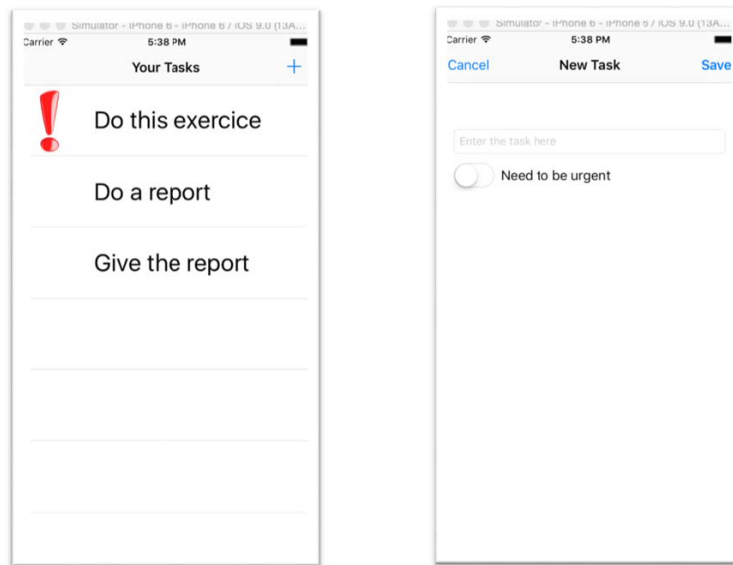 Simulator - iPhone 6 - iPhone 6 / iOS 9.0 (13A...
Carrier
5:38 PM
Your Tasks +
Do this exercice
Do a report
Give the report
Simulator - iPhone 6 - iPhone 6 / iOS 9.0 (13A...
Carrier
5:38 PM
Cancel New Task Save
Enter the task here
Need to be urgent